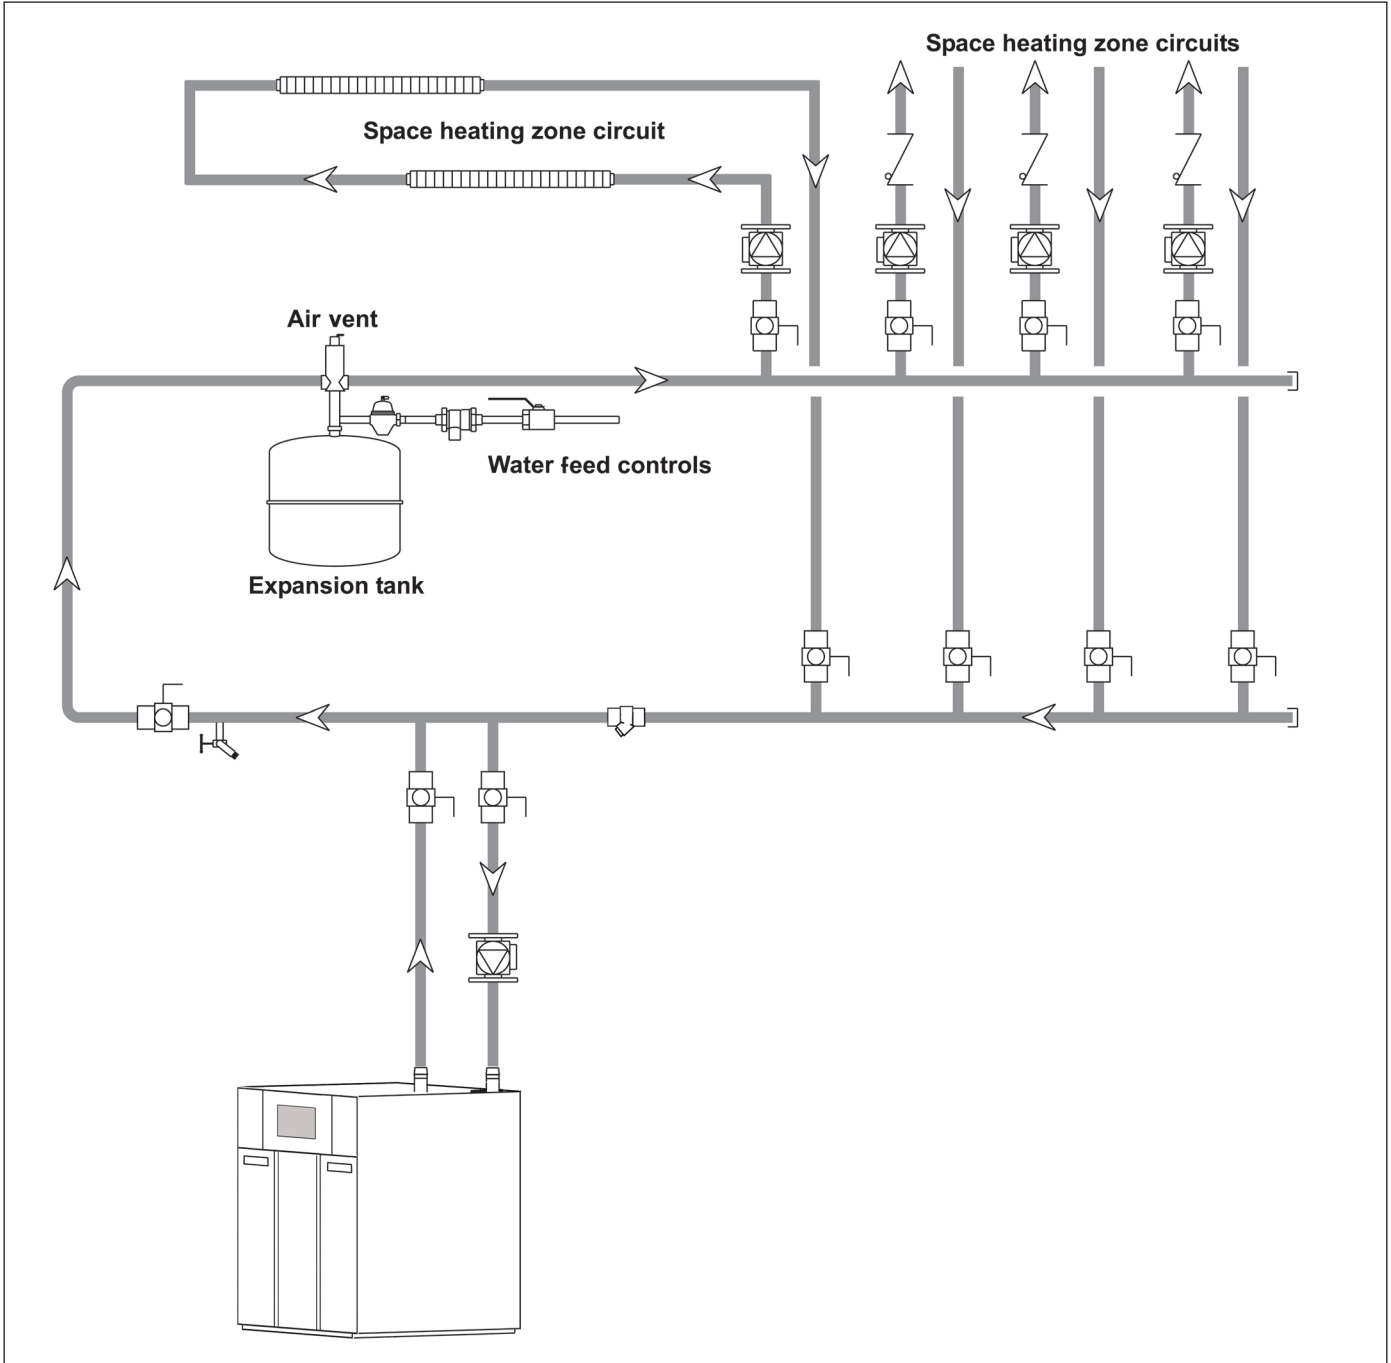 Space heating zone circuits
Space heating zone circuit
Air vent
Water feed controls
Expansion tank